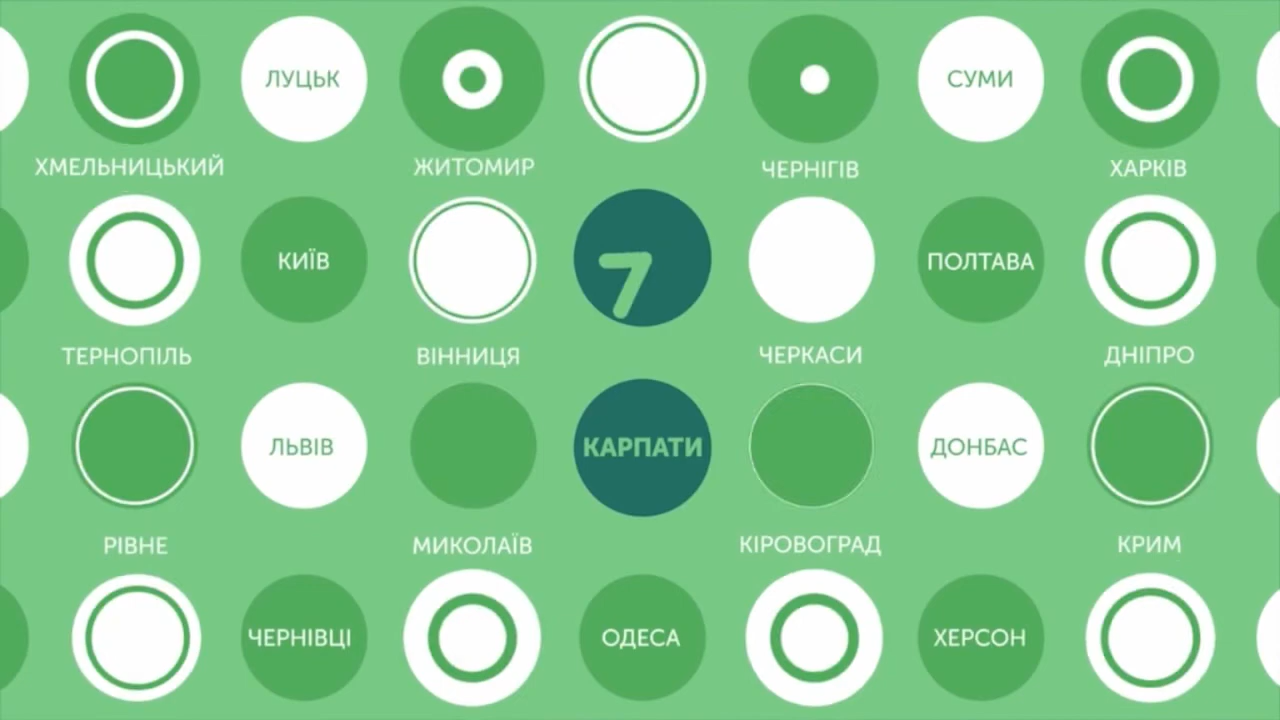 ЛУЦЬК
СУМИ
ХМЕЛЬНИЦЬКИЙ
ЖИТОМИР
ЧЕРНІГІВ
ХАРКІВ
КИЇВ
7
ПОЛТАВА
ТЕРНОПІЛЬ
ВІННИЦЯ
ЧЕРКАСИ
ДНІПРО
ЛЬВІВ
КАРПАТИ
ДОНБАС
РІВНЕ
МИКОЛАЇВ
КІРОВОГРАД
КРИМ
ЧЕРНІВЦІ
ОДЕСА
ХЕРСОН